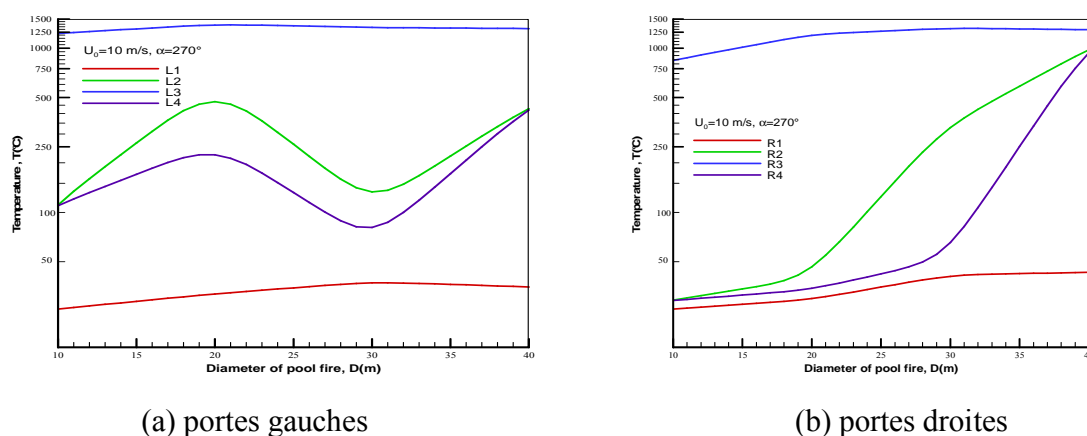 1500
1250
1000
750
500
250
100
50
Temperature , T(℃)
U₀=10 m/s, α=270°
L1
L2
L3
L4
10 15 20 25 30 35 40
Diameter of pool fire, D(m)
(a) portes gauches
1500
1250
1000
750
500
250
100
50
Temperature , T(℃)
U₀=10 m/s, α=270°
R1
R2
R3
R4
10 15 20 25 30 35 40
Diameter of pool fire, D(m)
(b) portes droites